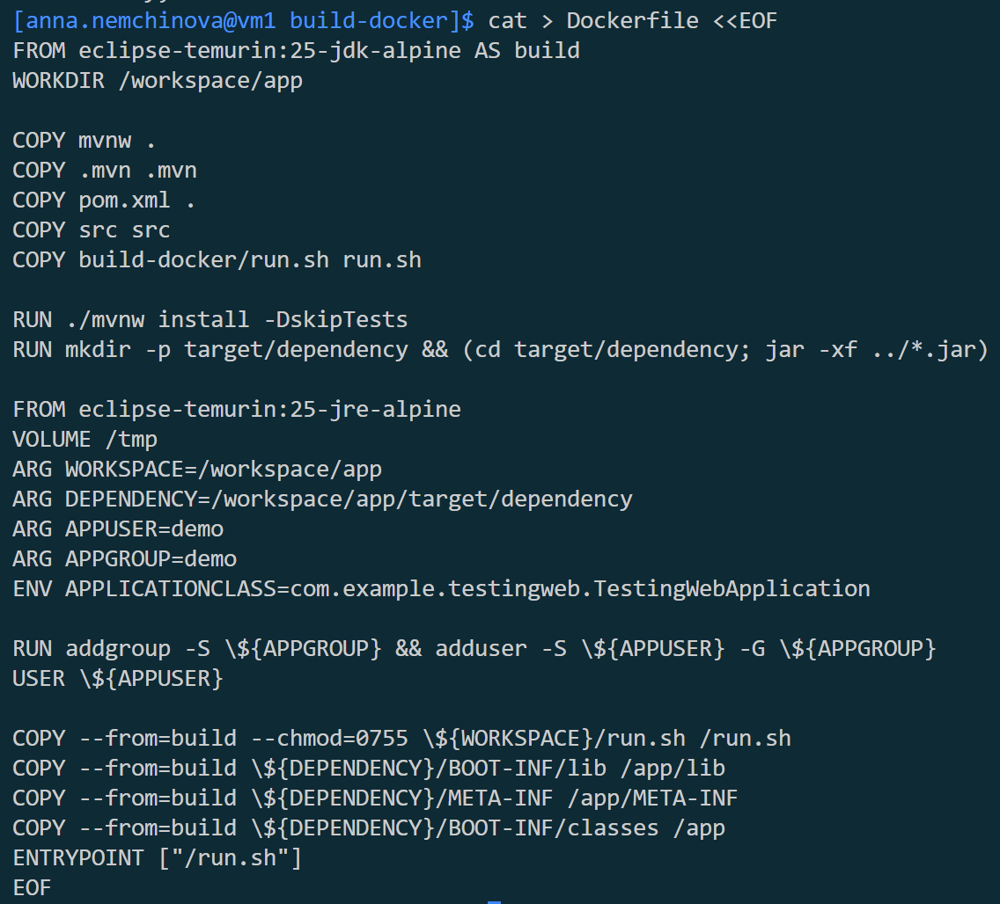 [anna.nemchinova@vm1 build-docker]$ cat > Dockerfile <<EOF
FROM eclipse-temurin:25-jdk-alpine AS build
WORKDIR /workspace/app

COPY mvnw .
COPY .mvn .mvn
COPY pom.xml .
COPY src src
COPY build-docker/run.sh run.sh

RUN ./mvnw install -DskipTests
RUN mkdir -p target/dependency && (cd target/dependency; jar -xf ../*.jar)

FROM eclipse-temurin:25-jre-alpine
VOLUME /tmp
ARG WORKSPACE=/workspace/app
ARG DEPENDENCY=/workspace/app/target/dependency
ARG APPUSER=demo
ARG APPGROUP=demo
ENV APPLICATIONCLASS=com.example.testingweb.TestingWebApplication

RUN addgroup -S \${APPGROUP} && adduser -S \${APPUSER} -G \${APPGROUP}
USER \${APPUSER}

COPY --from=build --chmod=0755 \${WORKSPACE}/run.sh /run.sh
COPY --from=build \${DEPENDENCY}/BOOT-INF/lib /app/lib
COPY --from=build \${DEPENDENCY}/META-INF /app/META-INF
COPY --from=build \${DEPENDENCY}/BOOT-INF/classes /app
ENTRYPOINT ["/run.sh"]
EOF